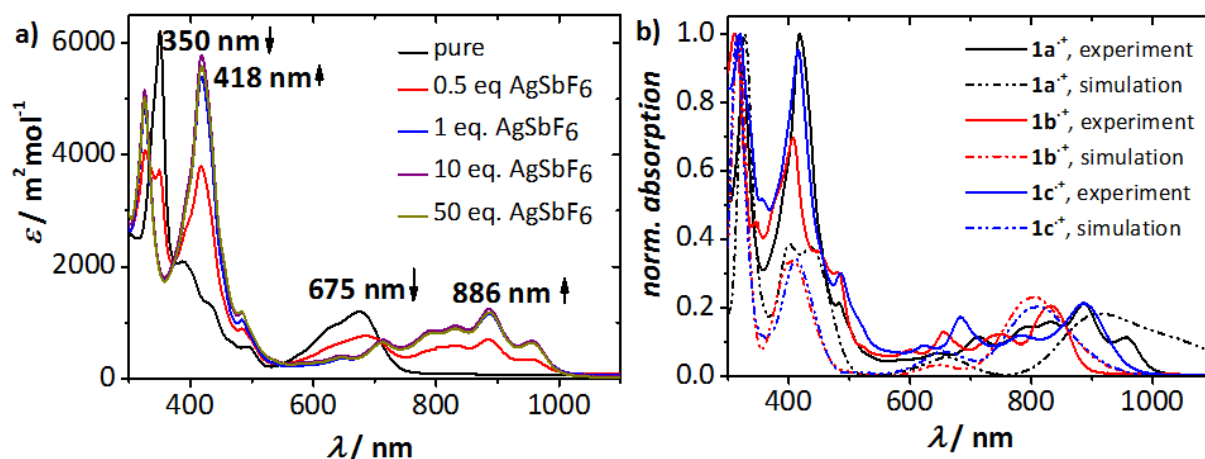 a)
6000
4000
2000
0
ε / m² mol⁻¹
350 nm ↓
418 nm ↑
675 nm ↓
886 nm ↑
pure
0.5 eq AgSbF₆
1 eq. AgSbF₆
10 eq. AgSbF₆
50 eq. AgSbF₆
400 600 800 1000
λ / nm
b)
1.0
0.8
0.6
0.4
0.2
0.0
norm. absorption
1a·⁺, experiment
1a·⁺, simulation
1b·⁺, experiment
1b·⁺, simulation
1c·⁺, experiment
1c·⁺, simulation
400 600 800 1000
λ / nm